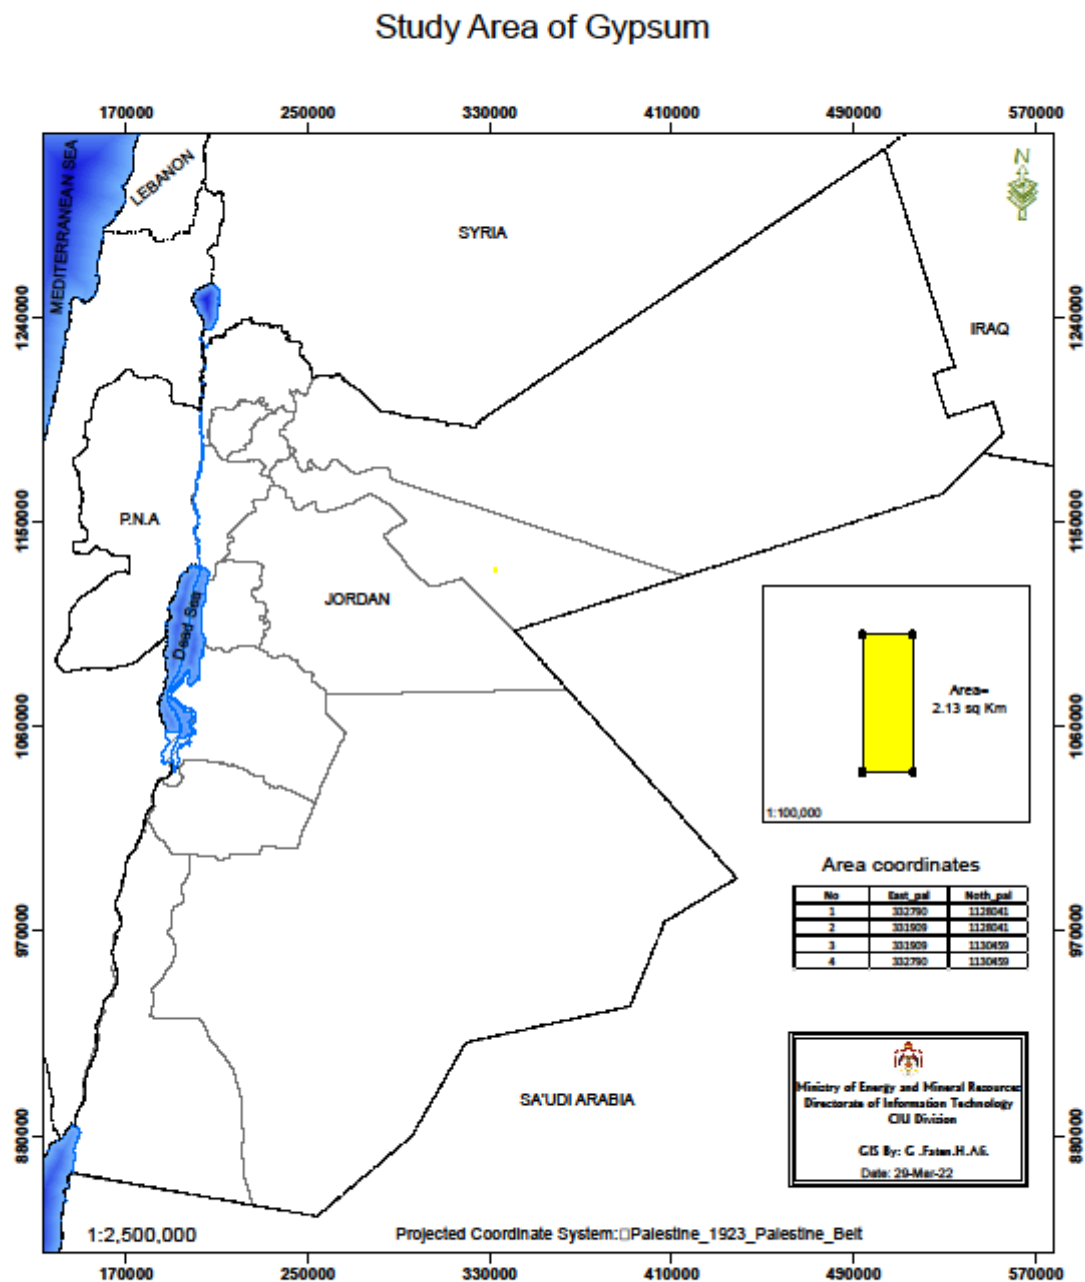 Study Area of Gypsum
170000 250000 330000 410000 490000 570000
MEDITERRANEAN SEA
LEBANON
N
SYRIA
1240000
1240000
IRAQ
1150000
P.N.A
1150000
JORDAN
Dead Sea
Area=
2.13 sq Km
1060000
1060000
1:100,000
Area coordinates
No East_pal Noth_pal
1 332790 1128041
2 331909 1128041
3 331909 1130459
4 332790 1130459
970000
970000
SA'UDI ARABIA
Ministry of Energy and Mineral Resources
Directorate of Information Technology
CIU Division
GIS By: G .Faten.H.Ali.
Date: 29-Mar-22
880000
880000
1:2,500,000
Projected Coordinate System:□Palestine_1923_Palestine_Belt
170000 250000 330000 410000 490000 570000